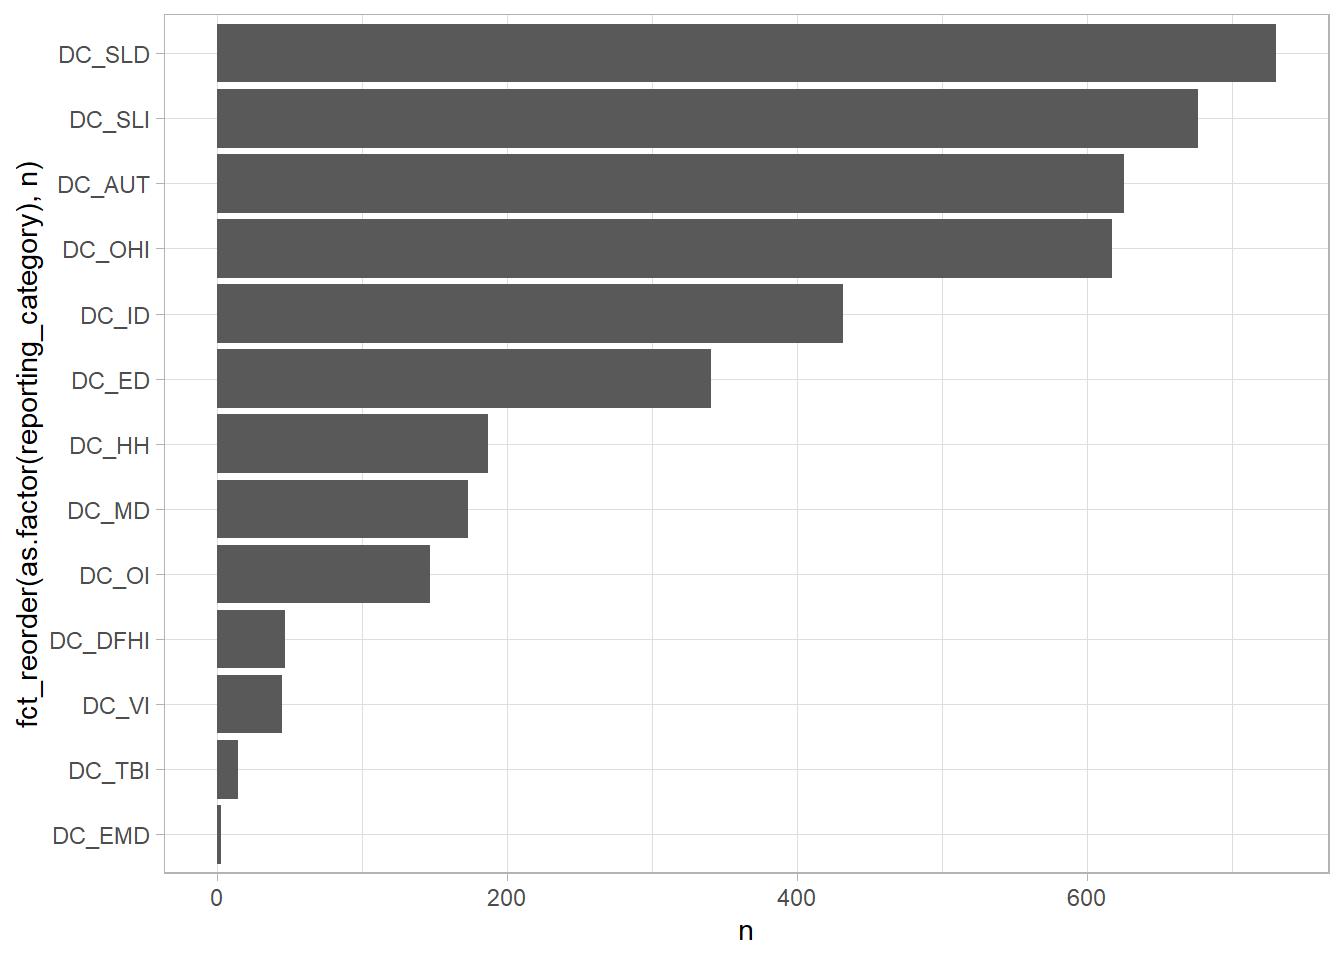 fct_reorder(as.factor(reporting_category), n)
DC_SLD
DC_SLI
DC_AUT
DC_OHI
DC_ID
DC_ED
DC_HH
DC_MD
DC_OI
DC_DFHI
DC_VI
DC_TBI
DC_EMD
0 200 400 600
n